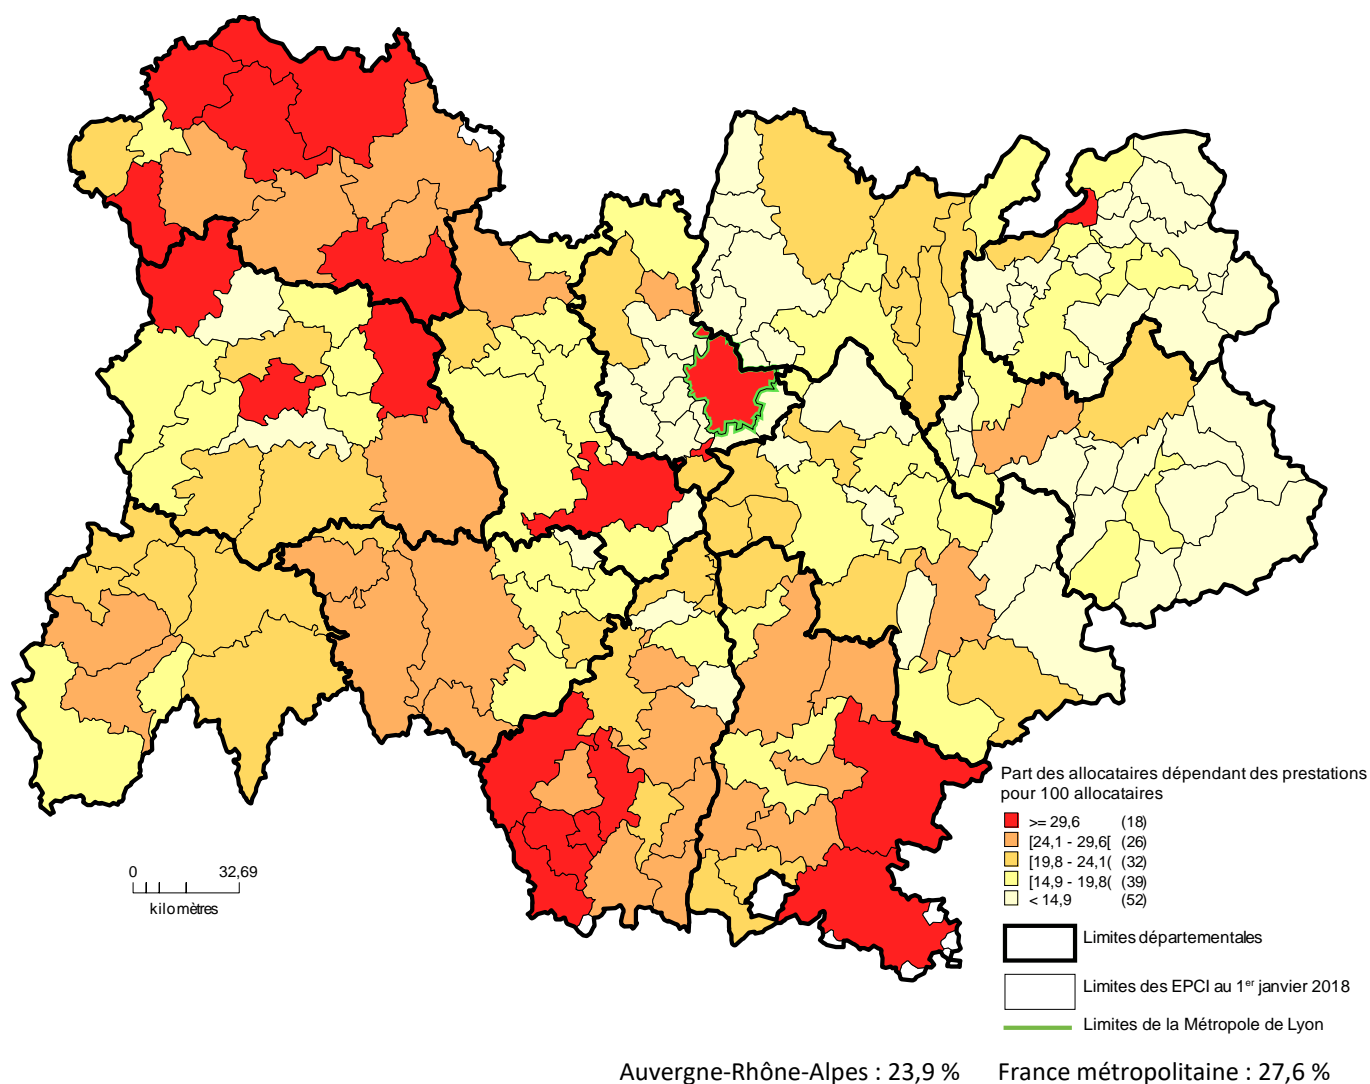 Part des allocataires dépendant des prestations
pour 100 allocataires
>= 29,6 (18)
[24,1 - 29,6[ (26)
[19,8 - 24,1( (32)
[14,9 - 19,8( (39)
< 14,9 (52)
0 32,69
kilomètres
Limites départementales
Limites des EPCI au 1er janvier 2018
Limites de la Métropole de Lyon
Auvergne-Rhône-Alpes : 23,9 % France métropolitaine : 27,6 %